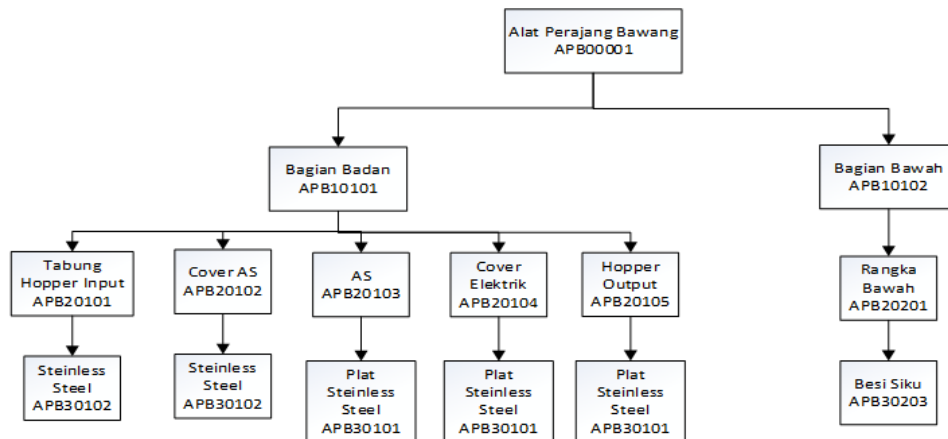 Alat Perajang Bawang
APB00001
Bagian Badan
APB10101
Bagian Bawah
APB10102
Tabung
Hopper Input
APB20101
Cover AS
APB20102
AS
APB20103
Cover
Elektrik
APB20104
Hopper
Output
APB20105
Rangka
Bawah
APB20201
Steinless
Steel
APB30102
Steinless
Steel
APB30102
Plat
Steinless
Steel
APB30101
Plat
Steinless
Steel
APB30101
Plat
Steinless
Steel
APB30101
Besi Siku
APB30203